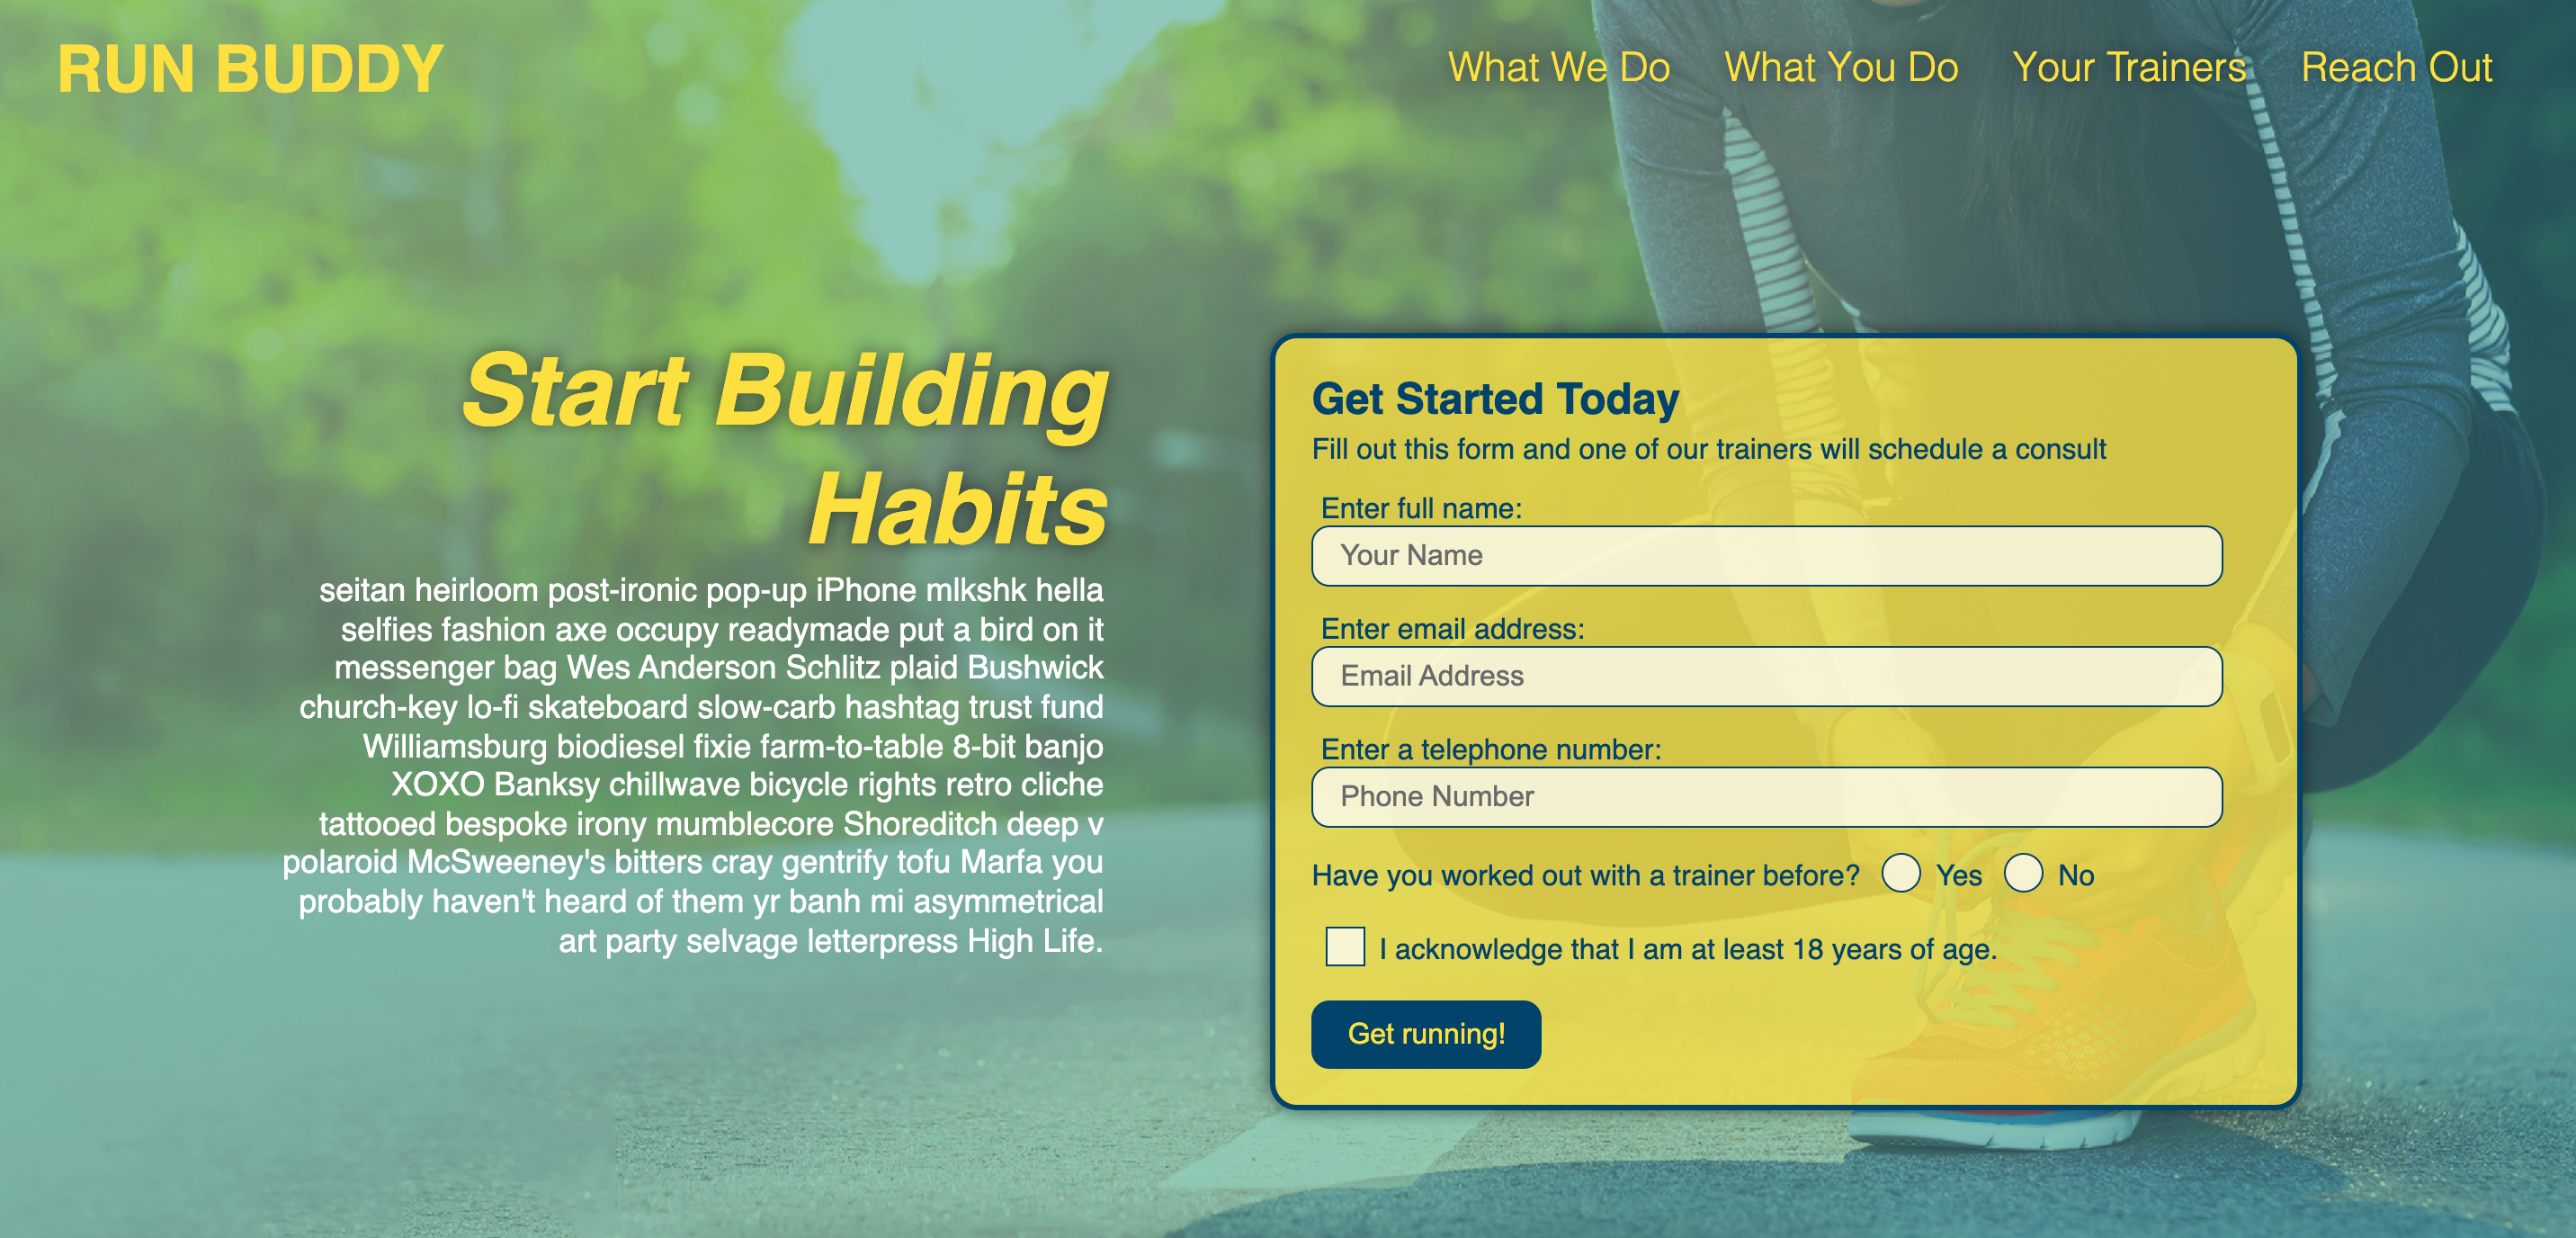 RUN BUDDY
What We Do
What You Do
Your Trainers
Reach Out
Start Building
Habits
seitan heirloom post-ironic pop-up iPhone mlkshk hella
selfies fashion axe occupy readymade put a bird on it
messenger bag Wes Anderson Schlitz plaid Bushwick
church-key lo-fi skateboard slow-carb hashtag trust fund
Williamsburg biodiesel fixie farm-to-table 8-bit banjo
XOXO Banksy chillwave bicycle rights retro cliche
tattooed bespoke irony mumblecore Shoreditch deep v
polaroid McSweeney's bitters cray gentrify tofu Marfa you
probably haven't heard of them yr banh mi asymmetrical
art party selvage letterpress High Life.
Get Started Today
Fill out this form and one of our trainers will schedule a consult
Enter full name:
Your Name
Enter email address:
Email Address
Enter a telephone number:
Phone Number
Have you worked out with a trainer before? Yes No
I acknowledge that I am at least 18 years of age.
Get running!